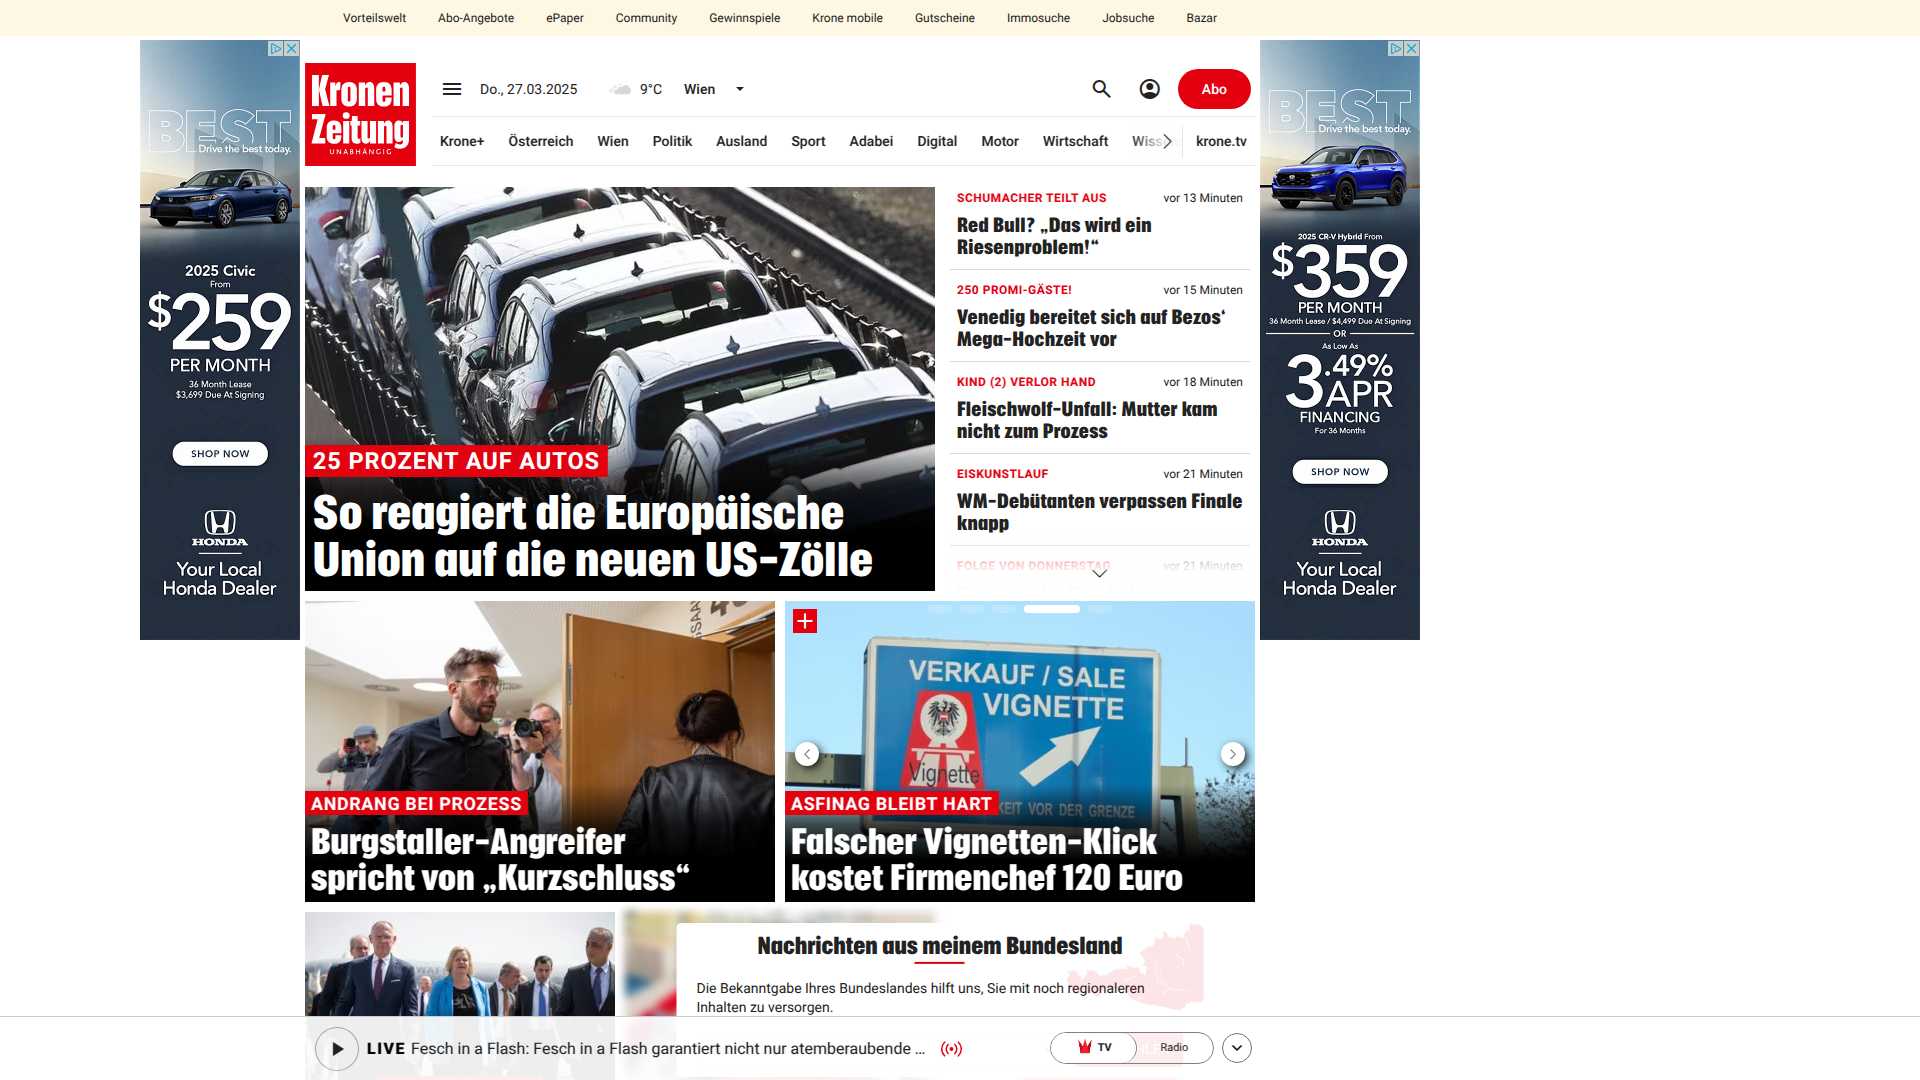 Vorteilswelt
Abo-Angebote
ePaper
Community
Gewinnspiele
Krone mobile
Gutscheine
Immosuche
Jobsuche
Bazar
BEST
Drive the best today.
2025 Civic
From
$259
PER MONTH
36 Month Lease
$3,699 Due At Signing
SHOP NOW
HONDA
Your Local
Honda Dealer
Kronen
Zeitung
UNABHÄNGIG
Do., 27.03.2025
9°C
Wien
Abo
Krone+
Österreich
Wien
Politik
Ausland
Sport
Adabei
Digital
Motor
Wirtschaft
Wiss
krone.tv
25 PROZENT AUF AUTOS
So reagiert die Europäische
Union auf die neuen US-Zölle
SCHUMACHER TEILT AUS
vor 13 Minuten
Red Bull? „Das wird ein
Riesenproblem!“
250 PROMI-GÄSTE!
vor 15 Minuten
Venedig bereitet sich auf Bezos‘
Mega-Hochzeit vor
KIND (2) VERLOR HAND
vor 18 Minuten
Fleischwolf-Unfall: Mutter kam
nicht zum Prozess
EISKUNSTLAUF
vor 21 Minuten
WM-Debütanten verpassen Finale
knapp
FOLGE VON DONNERSTAG
vor 21 Minuten
BEST
Drive the best today.
2025 CR-V Hybrid From
$359
PER MONTH
36 Month Lease / $4,499 Due At Signing
OR
As Low As
3.49%
APR
FINANCING
For 36 Months
SHOP NOW
HONDA
Your Local
Honda Dealer
ANDRANG BEI PROZESS
Burgstaller-Angreifer
spricht von „Kurzschluss“
VERKAUF / SALE
VIGNETTE
Vignette
KEIT VOR DER GRENZE
ASFINAG BLEIBT HART
Falscher Vignetten-Klick
kostet Firmenchef 120 Euro
Nachrichten aus meinem Bundesland
Die Bekanntgabe Ihres Bundeslandes hilft uns, Sie mit noch regionaleren
Inhalten zu versorgen.
LIVE Fesch in a Flash: Fesch in a Flash garantiert nicht nur atemberaubende ...
TV
Radio